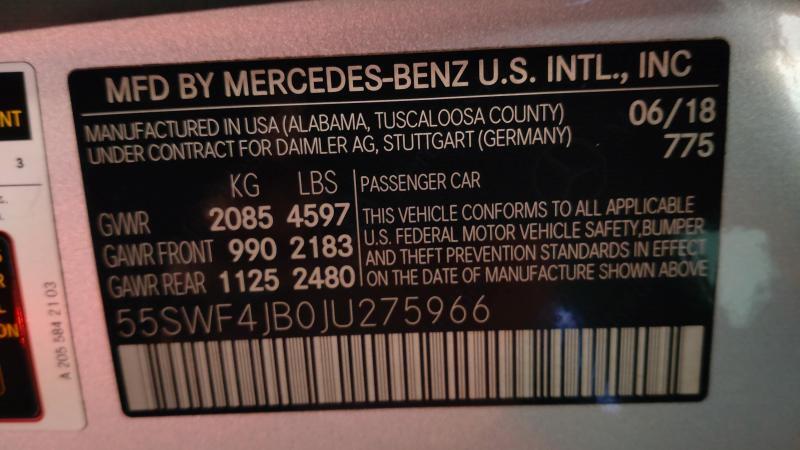 MFD BY MERCEDES-BENZ U.S. INTL., INC
MANUFACTURED IN USA (ALABAMA, TUSCALOOSA COUNTY)
UNDER CONTRACT FOR DAIMLER AG, STUTTGART (GERMANY)
06/18
775
KG LBS
GVWR 2085 4597
GAWR FRONT 990 2183
GAWR REAR 1125 2480
PASSENGER CAR
THIS VEHICLE CONFORMS TO ALL APPLICABLE
U.S. FEDERAL MOTOR VEHICLE SAFETY,BUMPER
AND THEFT PREVENTION STANDARDS IN EFFECT
ON THE DATE OF MANUFACTURE SHOWN ABOVE
55SWF4JB0JU275966
NT
3
A 205 584 21 03